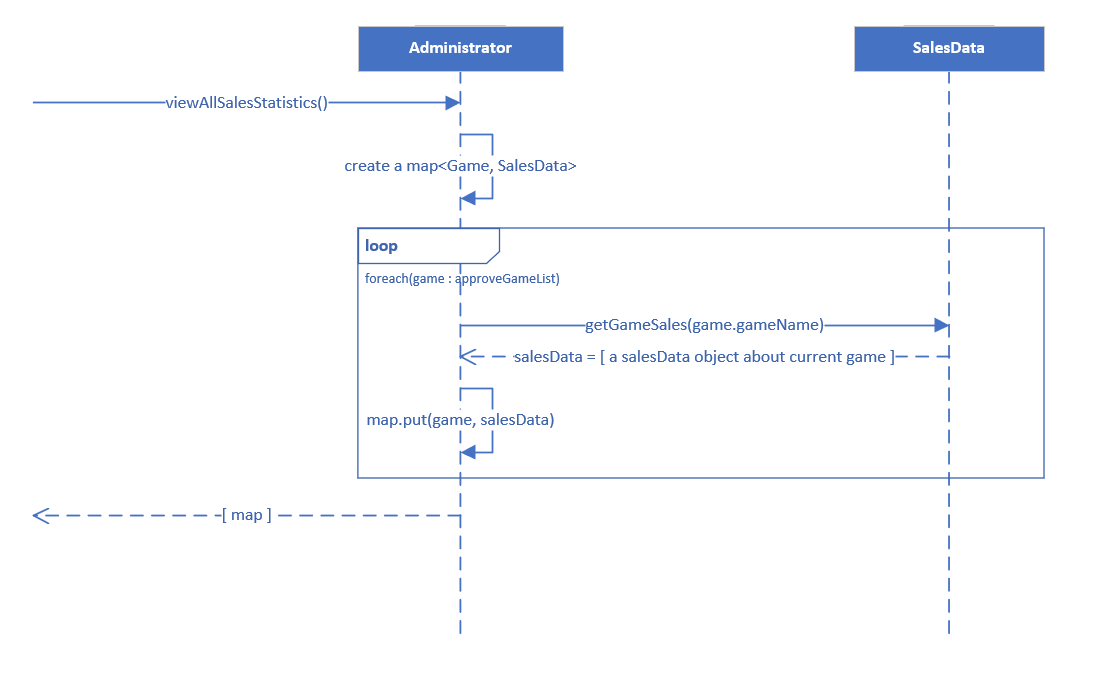 Administrator
SalesData
viewAllSalesStatistics()
create a map<Game, SalesData>
loop
foreach(game : approveGameList)
getGameSales(game.gameName)
salesData = [ a salesData object about current game ]
map.put(game, salesData)
[ map ]